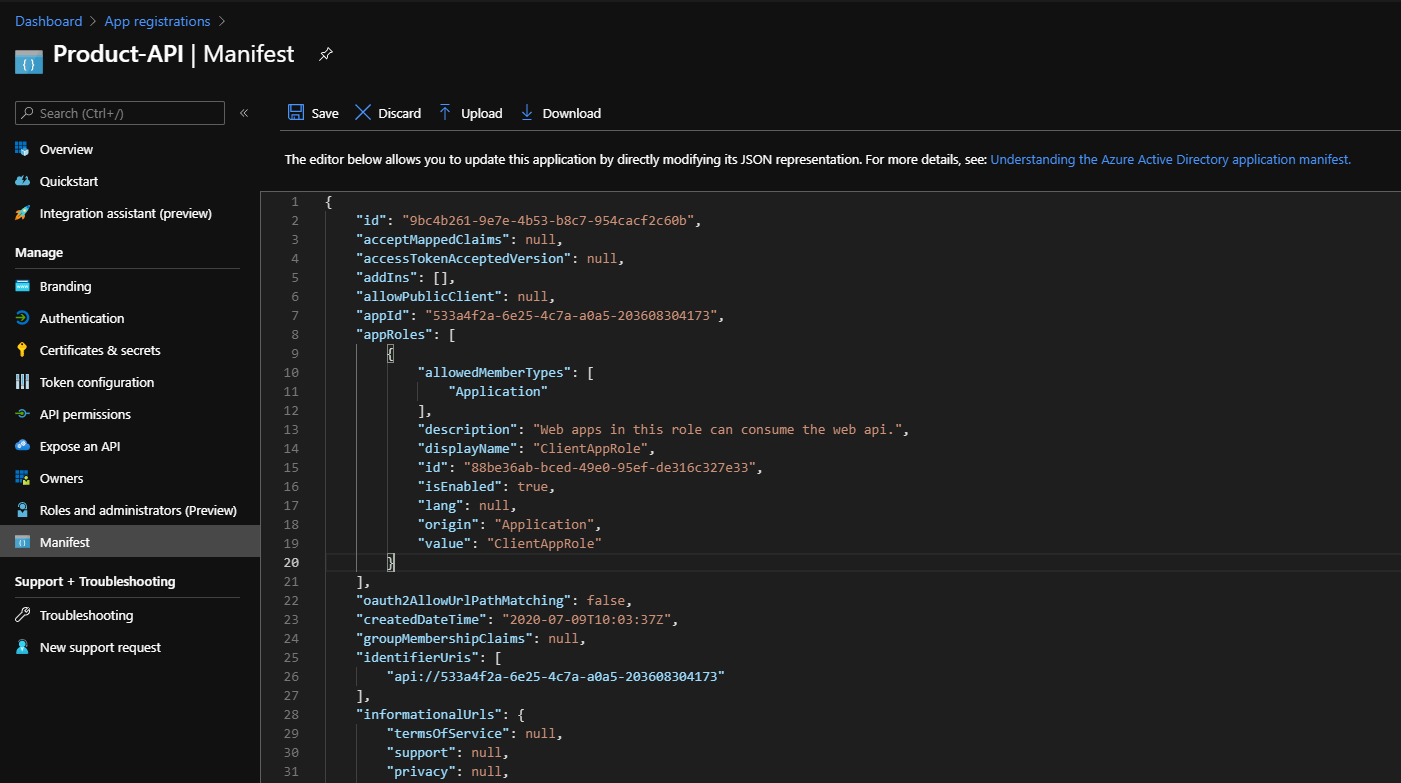 Dashboard > App registrations >
Product-API | Manifest
Search (Ctrl+/)
«
Overview
Quickstart
Integration assistant (preview)
Manage
Branding
Authentication
Certificates & secrets
Token configuration
API permissions
Expose an API
Owners
Roles and administrators (Preview)
Manifest
Support + Troubleshooting
Troubleshooting
New support request
Save Discard Upload Download
The editor below allows you to update this application by directly modifying its JSON representation. For more details, see: Understanding the Azure Active Directory application manifest.
1 {
2 "id": "9bc4b261-9e7e-4b53-b8c7-954cacf2c60b",
3 "acceptMappedClaims": null,
4 "accessTokenAcceptedVersion": null,
5 "addIns": [],
6 "allowPublicClient": null,
7 "appId": "533a4f2a-6e25-4c7a-a0a5-203608304173",
8 "appRoles": [
9 {
10 "allowedMemberTypes": [
11 "Application"
12 ],
13 "description": "Web apps in this role can consume the web api.",
14 "displayName": "ClientAppRole",
15 "id": "88be36ab-bced-49e0-95ef-de316c327e33",
16 "isEnabled": true,
17 "lang": null,
18 "origin": "Application",
19 "value": "ClientAppRole"
20 }
21 ],
22 "oauth2AllowUrlPathMatching": false,
23 "createdDateTime": "2020-07-09T10:03:37Z",
24 "groupMembershipClaims": null,
25 "identifierUris": [
26 "api://533a4f2a-6e25-4c7a-a0a5-203608304173"
27 ],
28 "informationalUrls": {
29 "termsOfService": null,
30 "support": null,
31 "privacy": null,